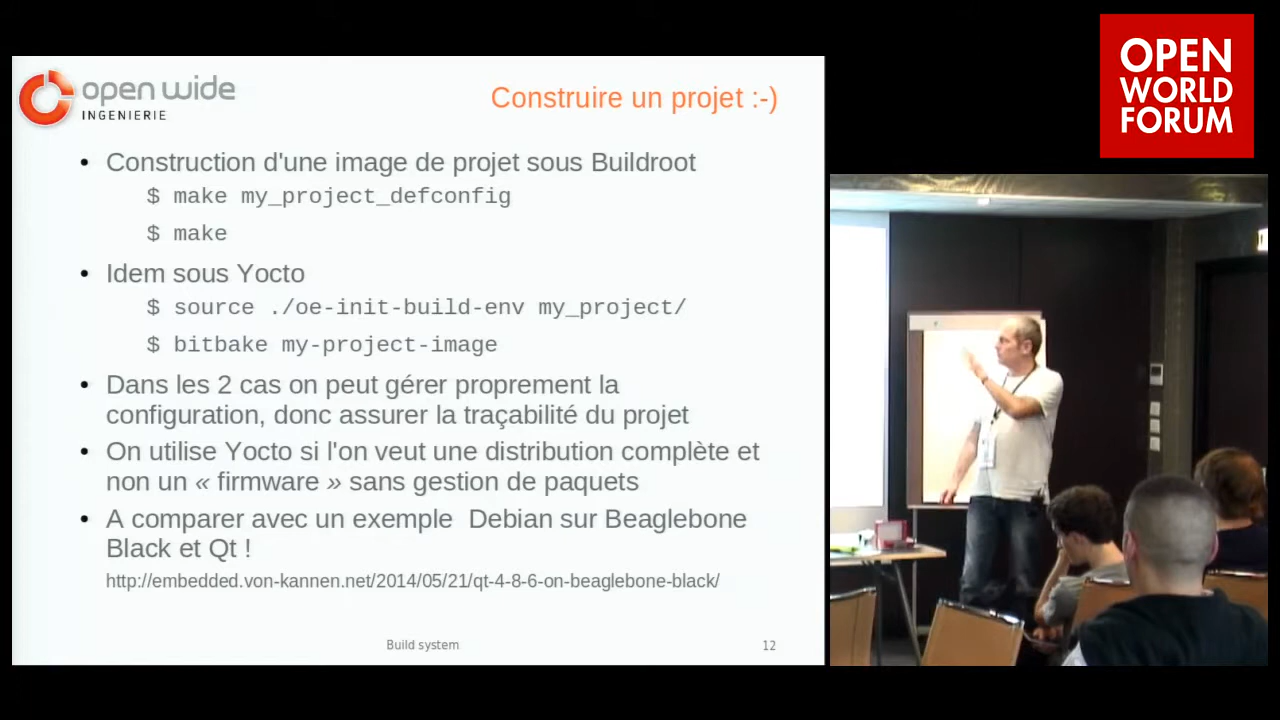 open wide
INGENIERIE
Construire un projet :-)
• Construction d'une image de projet sous Buildroot
$ make my_project_defconfig
$ make
• Idem sous Yocto
$ source ./oe-init-build-env my_project/
$ bitbake my-project-image
• Dans les 2 cas on peut gérer proprement la
configuration, donc assurer la traçabilité du projet
• On utilise Yocto si l'on veut une distribution complète et
non un « firmware » sans gestion de paquets
• A comparer avec un exemple  Debian sur Beaglebone
Black et Qt !
http://embedded.von-kannen.net/2014/05/21/qt-4-8-6-on-beaglebone-black/
Build system
12
OPEN
WORLD
FORUM